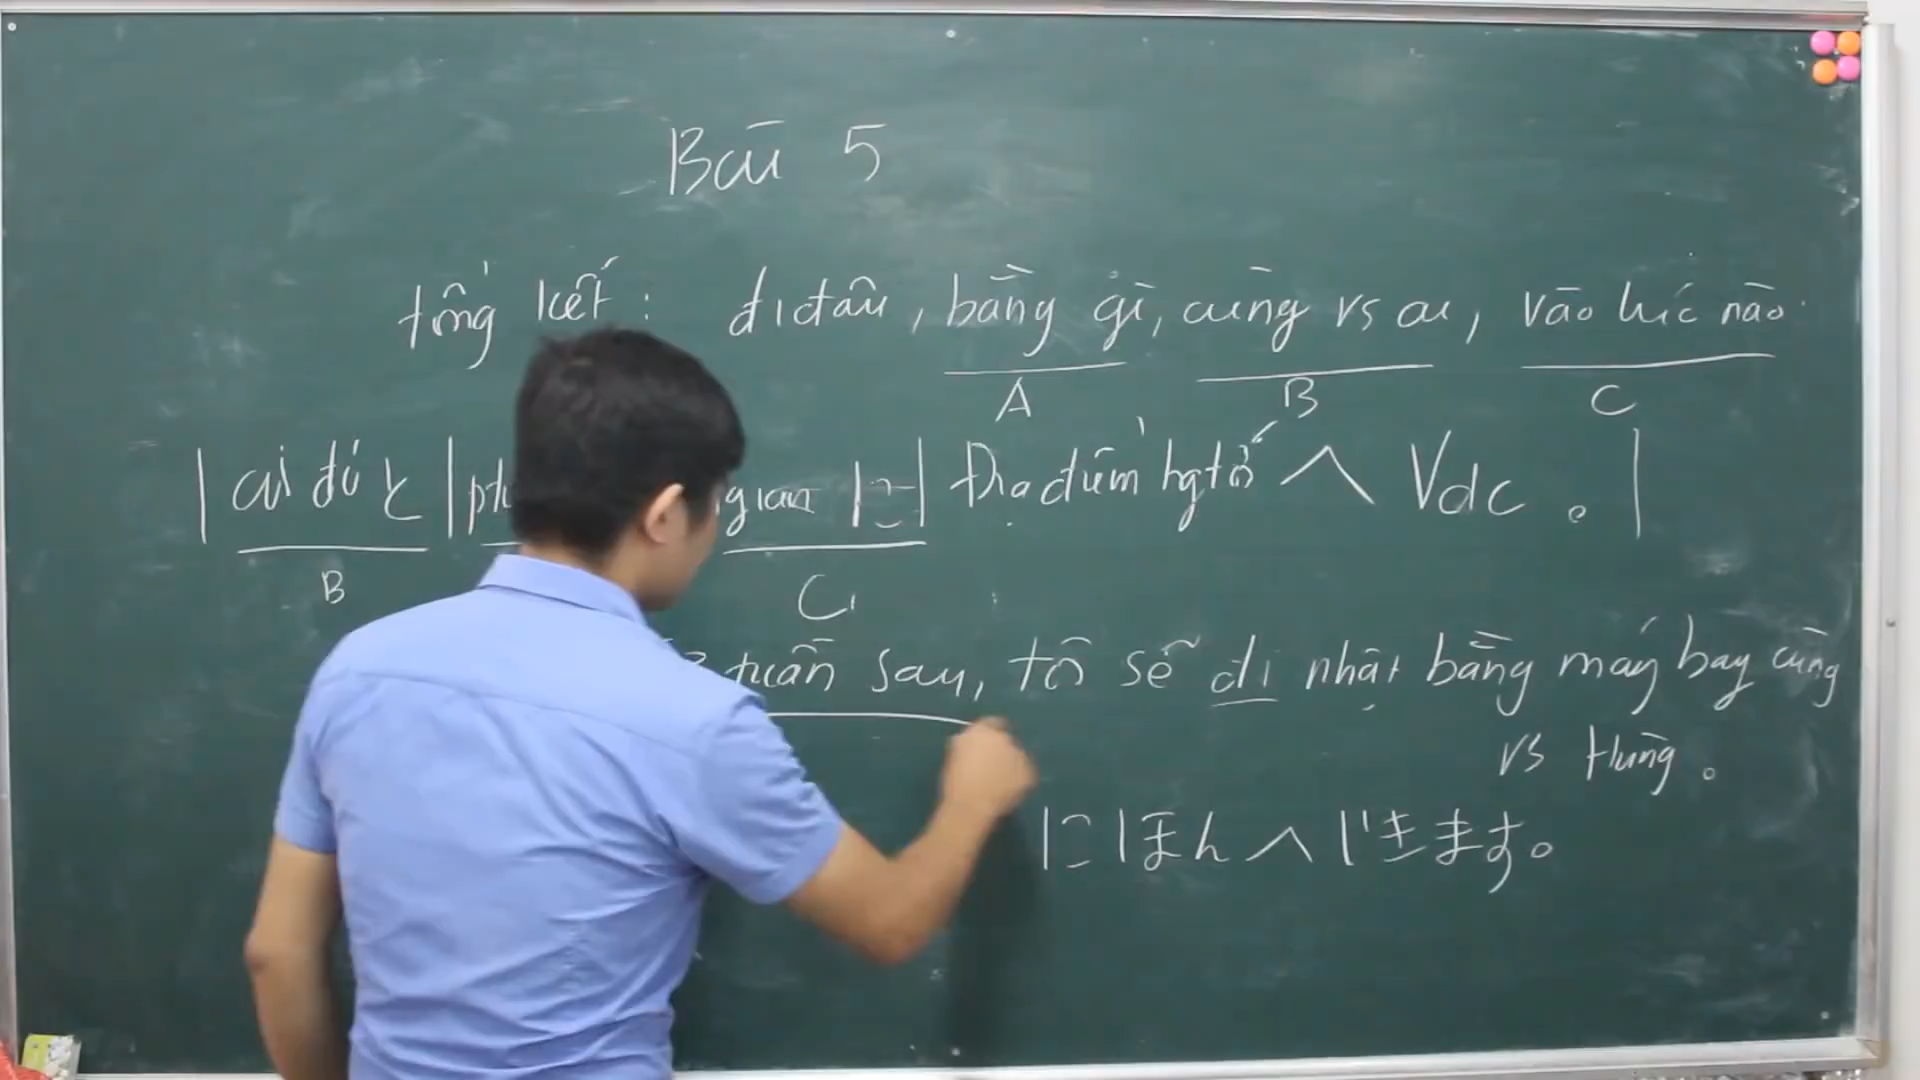 Bài 5
tổng kết : đi đâu , bằng gì , cùng vs ai , vào lúc nào
A B C
ai đó と gian に Địa điểm hg tới へ Vdc 。
B C
tuần sau , tôi sẽ đi nhật bằng máy bay cùng
vs Hùng 。
にほんへいきます。